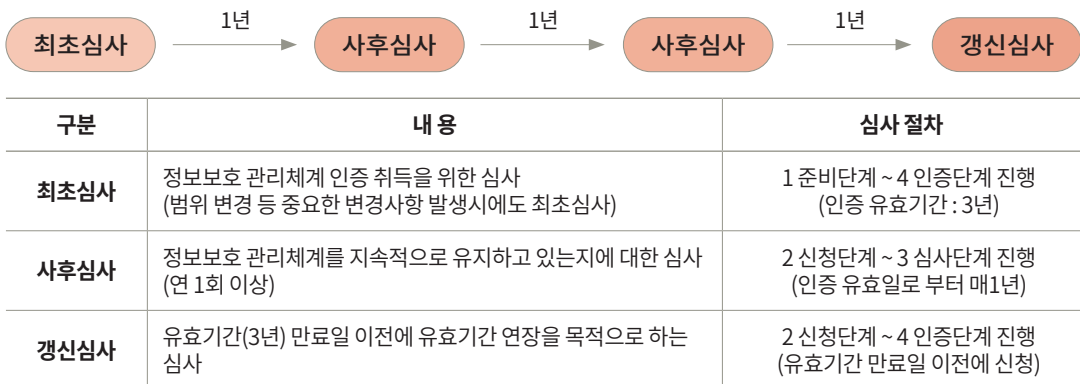 1년
1년
1년
최초심사
사후심사
사후심사
갱신심사
구분
내 용
심사 절차
최초심사
정보보호 관리체계 인증 취득을 위한 심사
(범위 변경 등 중요한 변경사항 발생시에도 최초심사)
1 준비단계 ~ 4 인증단계 진행
(인증 유효기간 : 3년)
사후심사
정보보호 관리체계를 지속적으로 유지하고 있는지에 대한 심사
(연 1회 이상)
2 신청단계 ~ 3 심사단계 진행
(인증 유효일로 부터 매1년)
갱신심사
유효기간(3년) 만료일 이전에 유효기간 연장을 목적으로 하는
심사
2 신청단계 ~ 4 인증단계 진행
(유효기간 만료일 이전에 신청)